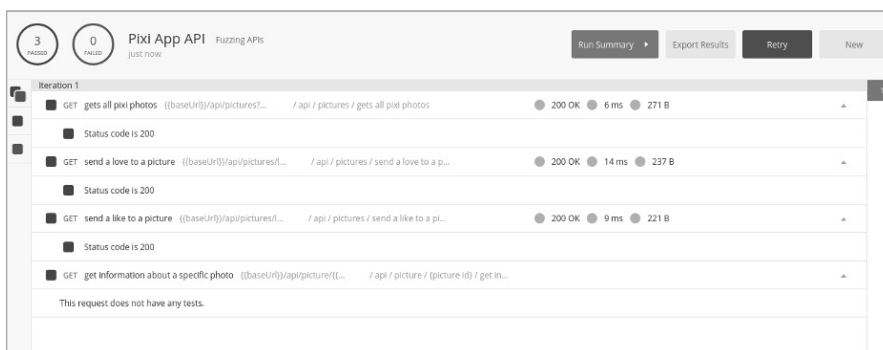 3
PASSED
0
FAILED
Pixi App API Fuzzing APIs
just now
Run Summary
Export Results
Retry
New
Iteration 1
GET gets all pixi photos {{baseUrl}}/api/pictures?... / api / pictures / gets all pixi photos 200 OK 6 ms 271 B
Status code is 200
GET send a love to a picture {{baseUrl}}/api/pictures/l... / api / pictures / send a love to a p... 200 OK 14 ms 237 B
Status code is 200
GET send a like to a picture {{baseUrl}}/api/pictures/l... / api / pictures / send a like to a pi... 200 OK 9 ms 221 B
Status code is 200
GET get information about a specific photo {{baseUrl}}/api/picture/{{... / api / picture / {picture id} / get in...
This request does not have any tests.